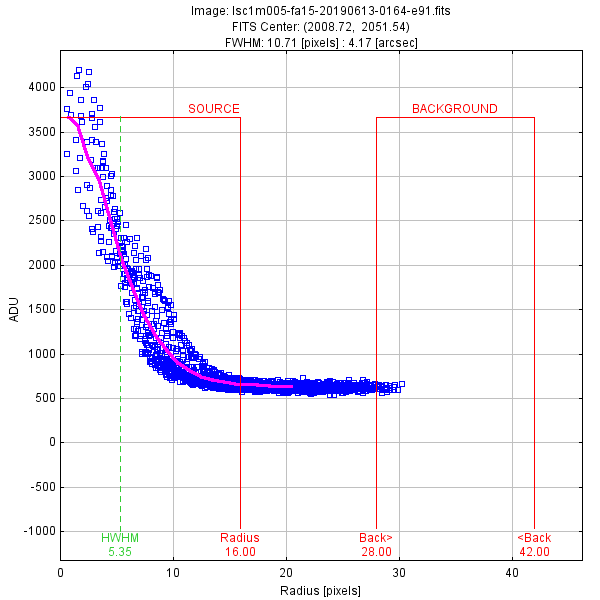 Image: lsc1m005-fa15-20190613-0164-e91.fits
FITS Center: (2008.72, 2051.54)
FWHM: 10.71 [pixels] : 4.17 [arcsec]
SOURCE
BACKGROUND
4000
3500
3000
2500
2000
1500
1000
500
0
-500
-1000
ADU
HWHM
5.35
Radius
16.00
Back>
28.00
<Back
42.00
0
10
20
30
40
Radius [pixels]